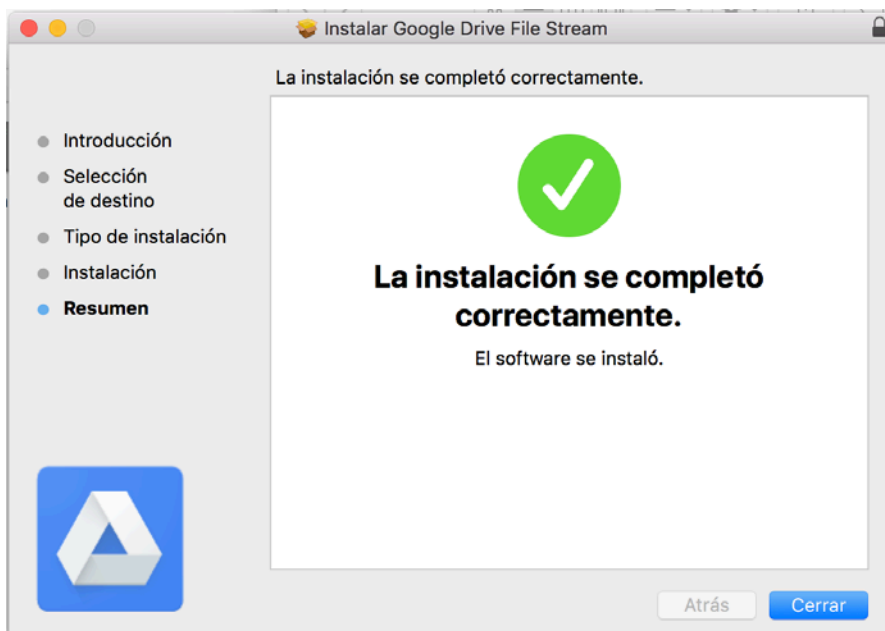 Instalar Google Drive File Stream
La instalación se completó correctamente.
Introducción
Selección
de destino
Tipo de instalación
Instalación
Resumen
La instalación se completó
correctamente.
El software se instaló.
Atrás
Cerrar